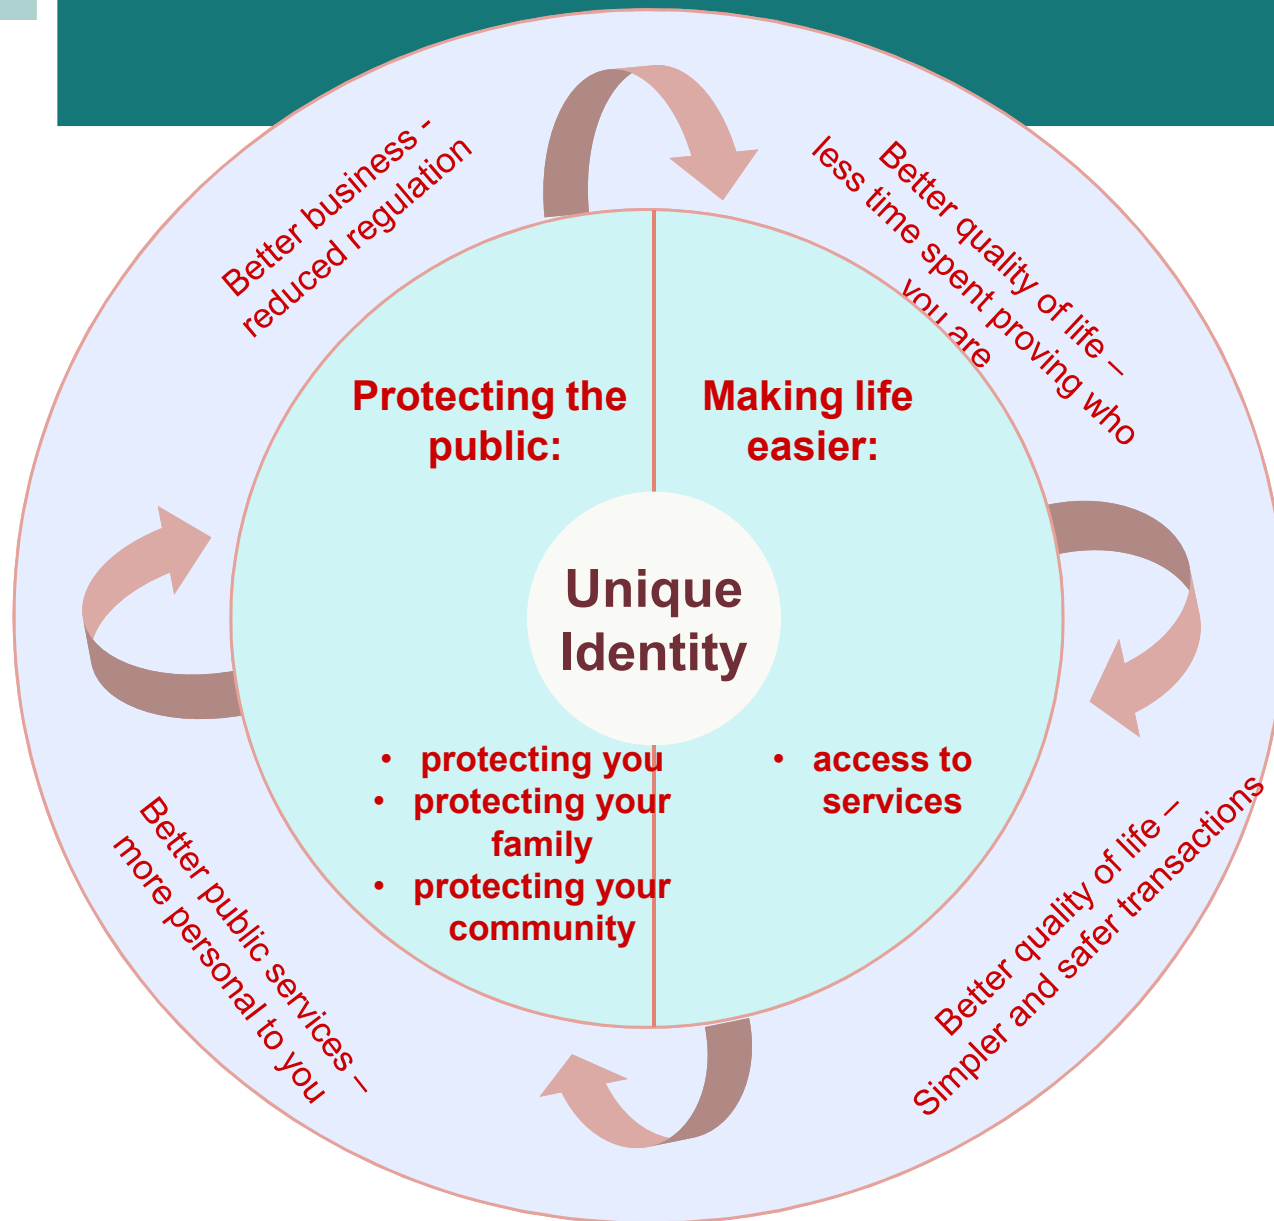 Better business -
reduced regulation
Better quality of life –
less time spent proving who
you are
Protecting the
public:
Making life
easier:
Unique
Identity
• protecting you
• protecting your
family
• protecting your
community
• access to
services
Better public services –
more personal to you
Better quality of life –
Simpler and safer transactions